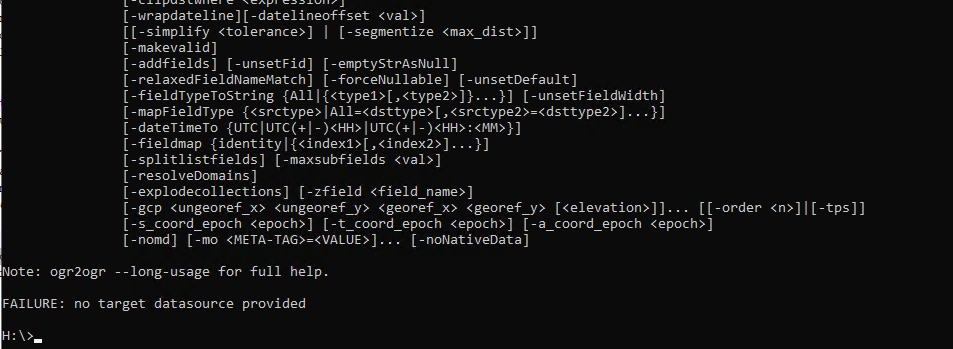 [-clipdstwhere <expression>]
[-wrapdateline][-datelineoffset <val>]
[[-simplify <tolerance>] | [-segmentize <max_dist>]]
[-makevalid]
[-addfields] [-unsetFid] [-emptyStrAsNull]
[-relaxedFieldNameMatch] [-forceNullable] [-unsetDefault]
[-fieldTypeToString {All|{<type1>[,<type2>]}...}] [-unsetFieldWidth]
[-mapFieldType {<srctype>|All=<dsttype>[,<srctype2>=<dsttype2>]...}]
[-dateTimeTo {UTC|UTC(+|-)<HH>|UTC(+|-)<HH>:<MM>}]
[-fieldmap {identity|{<index1>[,<index2>]...}]
[-splitlistfields] [-maxsubfields <val>]
[-resolveDomains]
[-explodecollections] [-zfield <field_name>]
[-gcp <ungeoref_x> <ungeoref_y> <georef_x> <georef_y> [<elevation>]]... [[-order <n>]|[-tps]]
[-s_coord_epoch <epoch>] [-t_coord_epoch <epoch>] [-a_coord_epoch <epoch>]
[-nomd] [-mo <META-TAG>=<VALUE>]... [-noNativeData]
Note: ogr2ogr --long-usage for full help.
FAILURE: no target datasource provided
H:\>